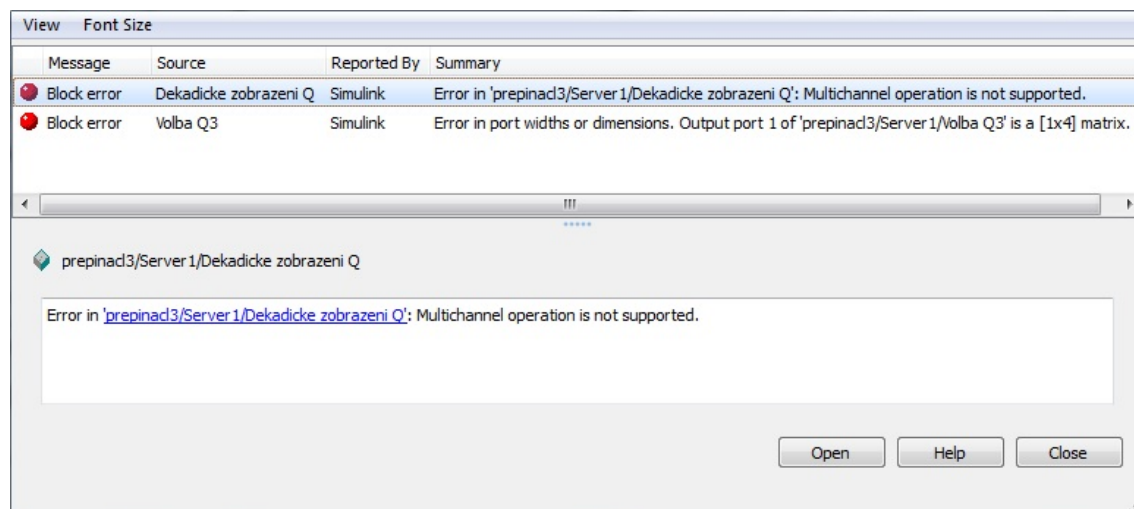 View Font Size
Message Source Reported By Summary
Block error Dekadicke zobrazeni Q Simulink Error in 'prepinacl3/Server1/Dekadicke zobrazeni Q': Multichannel operation is not supported.
Block error Volba Q3 Simulink Error in port widths or dimensions. Output port 1 of 'prepinacl3/Server1/Volba Q3' is a [1x4] matrix.
prepinacl3/Server1/Dekadicke zobrazeni Q
Error in 'prepinacl3/Server1/Dekadicke zobrazeni Q': Multichannel operation is not supported.
Open Help Close